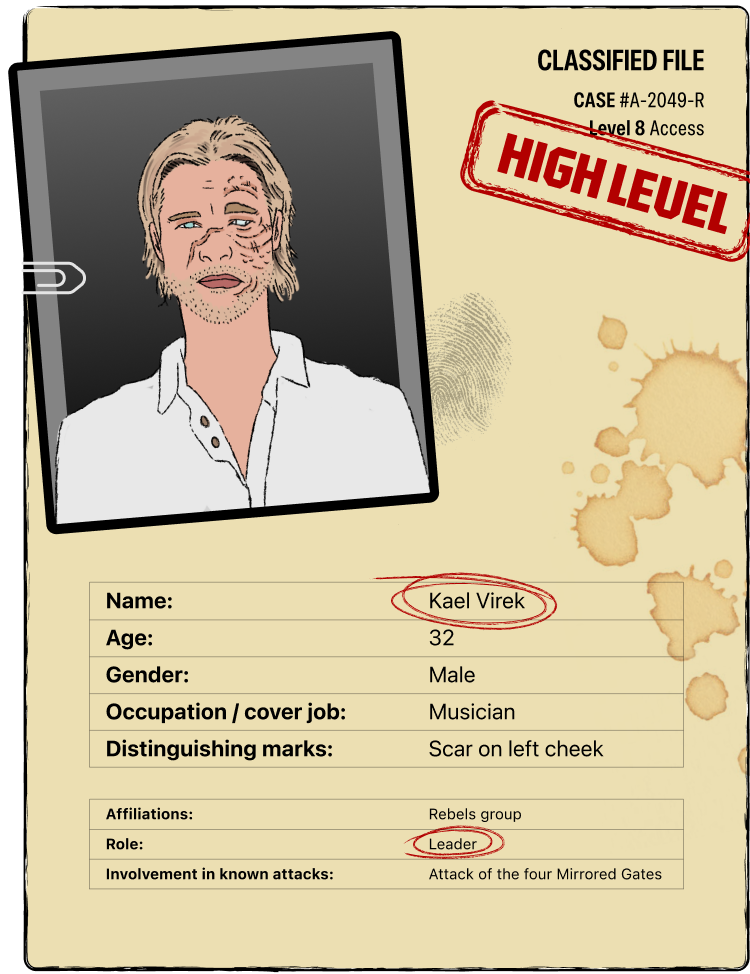 CLASSIFIED FILE
CASE #A-2049-R
Level 8 Access
HIGH LEVEL
Name: Kael Virek
Age: 32
Gender: Male
Occupation / cover job: Musician
Distinguishing marks: Scar on left cheek
Affiliations: Rebels group
Role: Leader
Involvement in known attacks: Attack of the four Mirrored Gates